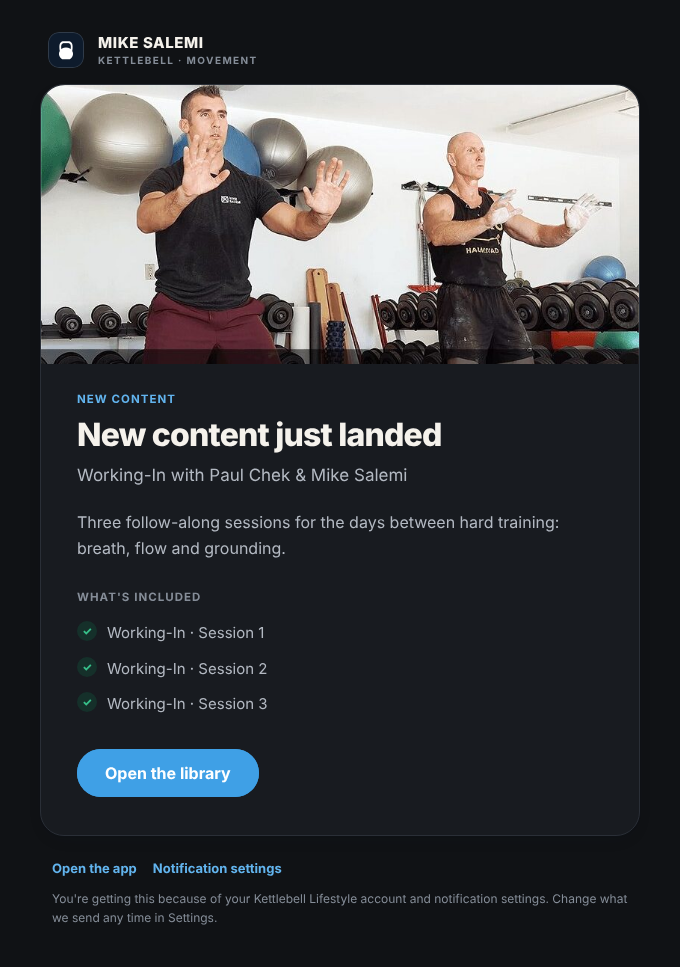 MIKE SALEMI
KETTLEBELL · MOVEMENT
NEW CONTENT
New content just landed
Working-In with Paul Chek & Mike Salemi
Three follow-along sessions for the days between hard training:
breath, flow and grounding.
WHAT'S INCLUDED
Working-In · Session 1
Working-In · Session 2
Working-In · Session 3
Open the library
Open the app Notification settings
You're getting this because of your Kettlebell Lifestyle account and notification settings. Change what
we send any time in Settings.